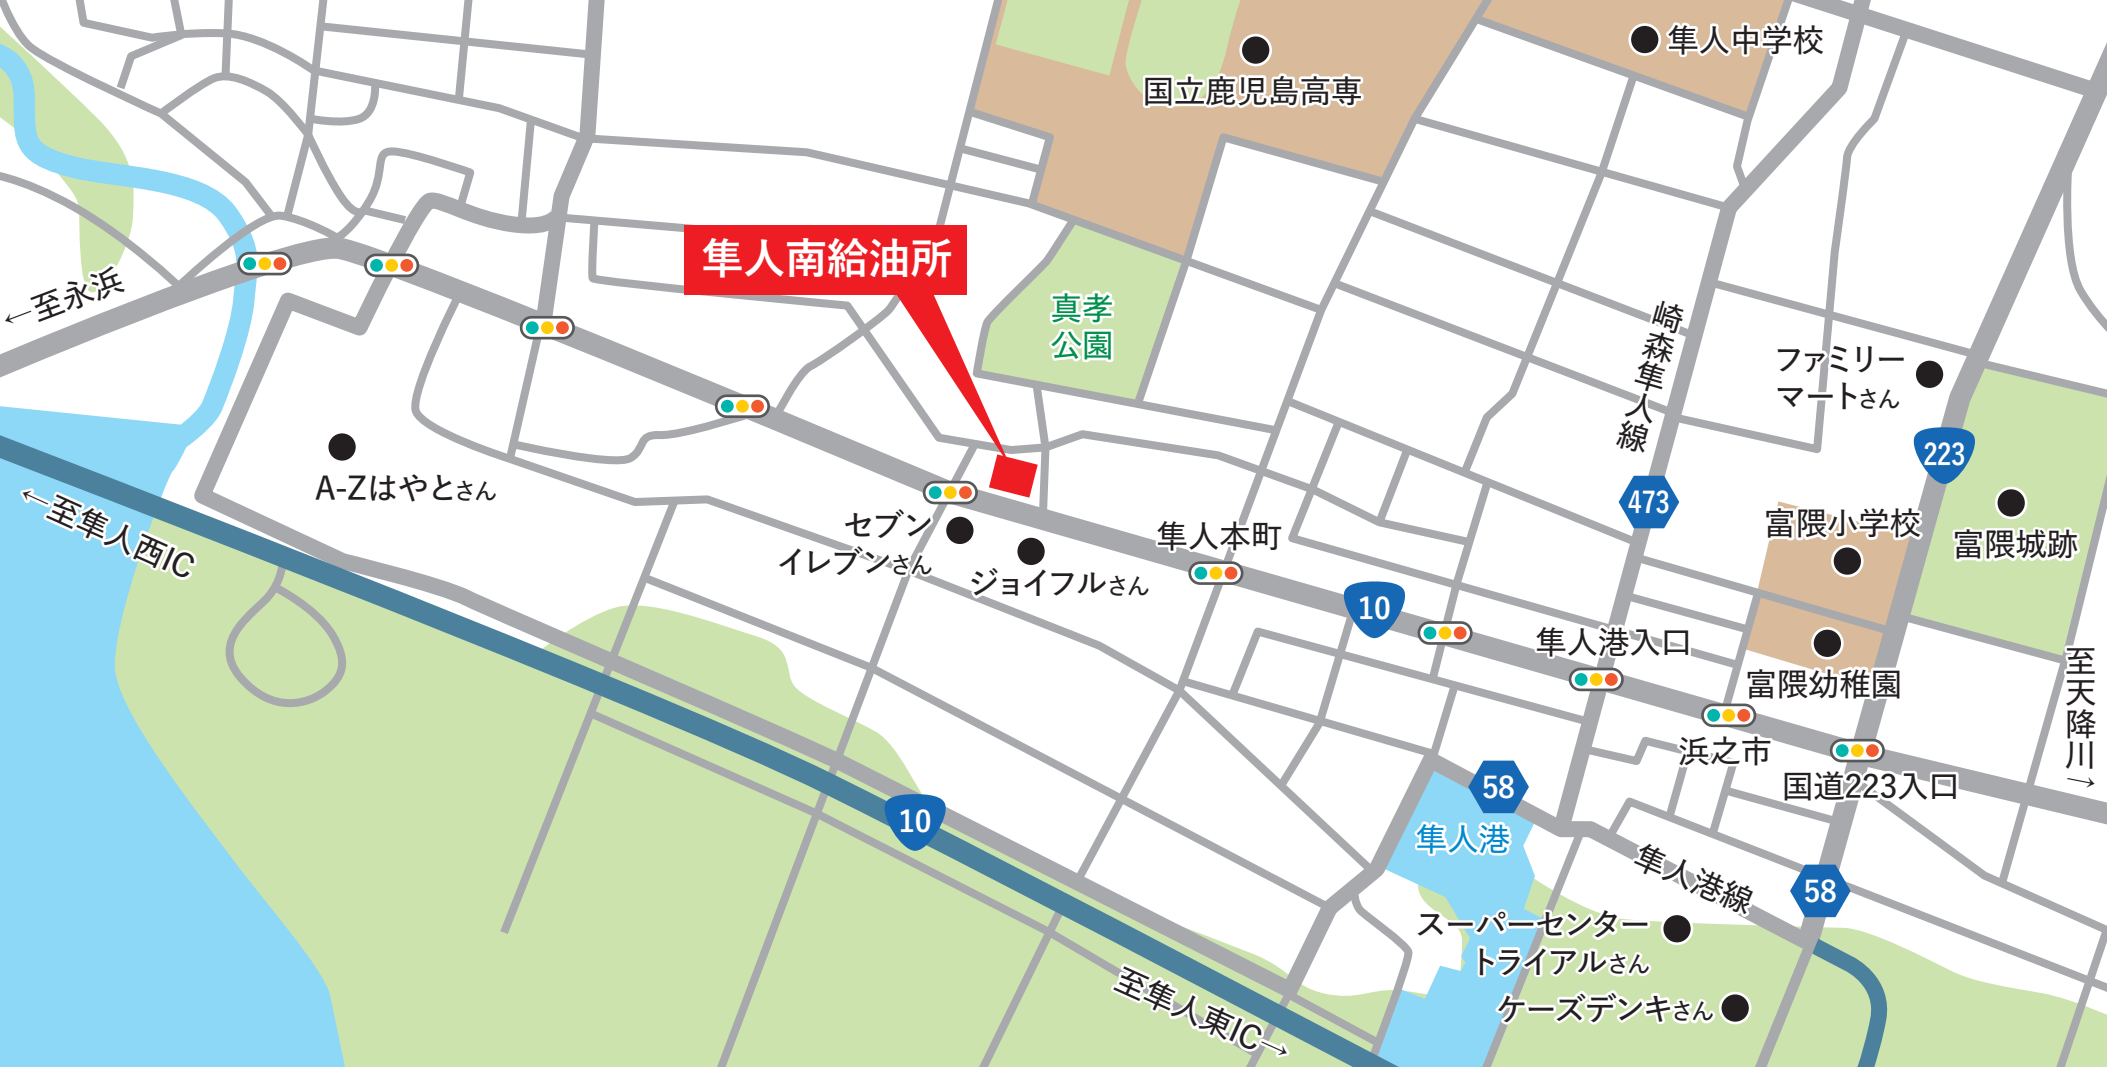 隼人中学校
国立鹿児島高専
隼人南給油所
←至永浜
真孝
公園
崎森隼人線
ファミリー
マートさん
223
A-Zはやとさん
473
←至隼人西IC
セブン
イレブンさん
ジョイフルさん
隼人本町
富隈小学校
富隈城跡
10
隼人港入口
富隈幼稚園
至天降川→
浜之市
国道223入口
58
10
隼人港
隼人港線
58
スーパーセンター
トライアルさん
ケーズデンキさん
至隼人東IC→